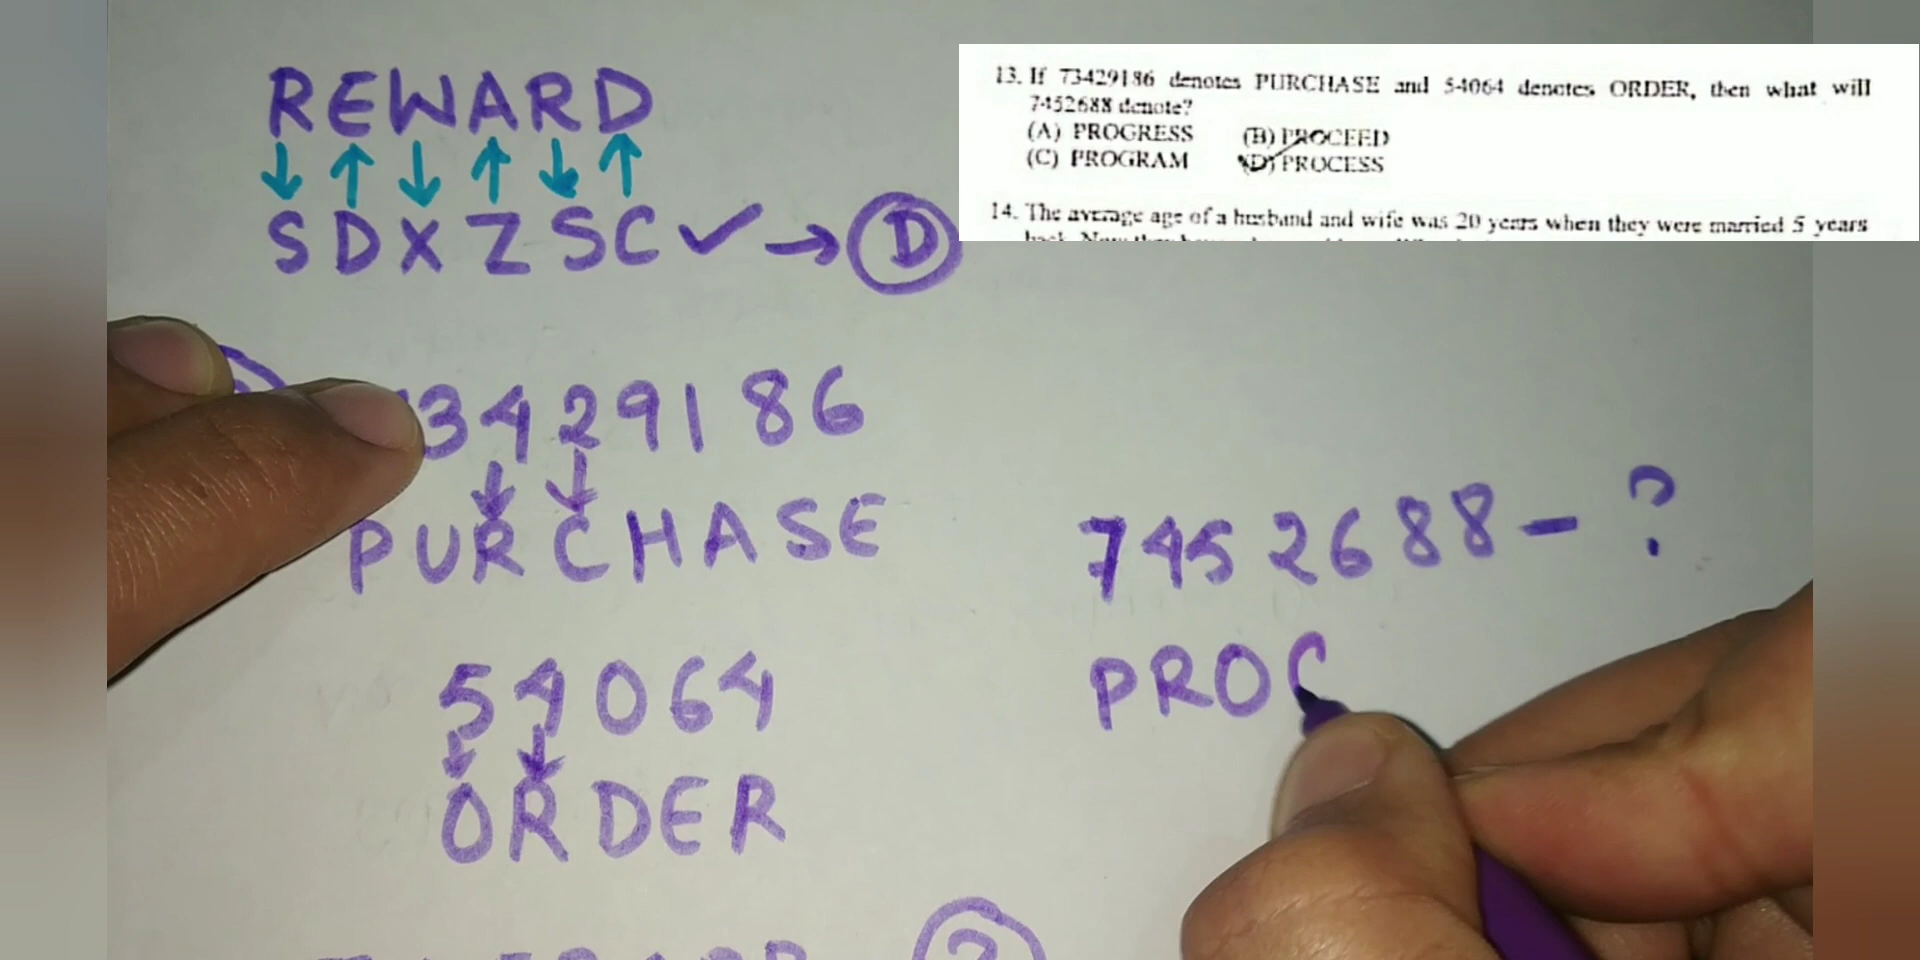 REWARD
SDXZSC✓→ D
13. If 73429186 denotes PURCHASE and 54064 denotes ORDER, then what will
7452688 denote?
(A) PROGRESS (B) PROCEED
(C) PROGRAM (D) PROCESS
14. The average age of a husband and wife was 20 years when they were married 5 years
3429186
PURCHASE
7452688 - ?
PROC
54064
ORDER